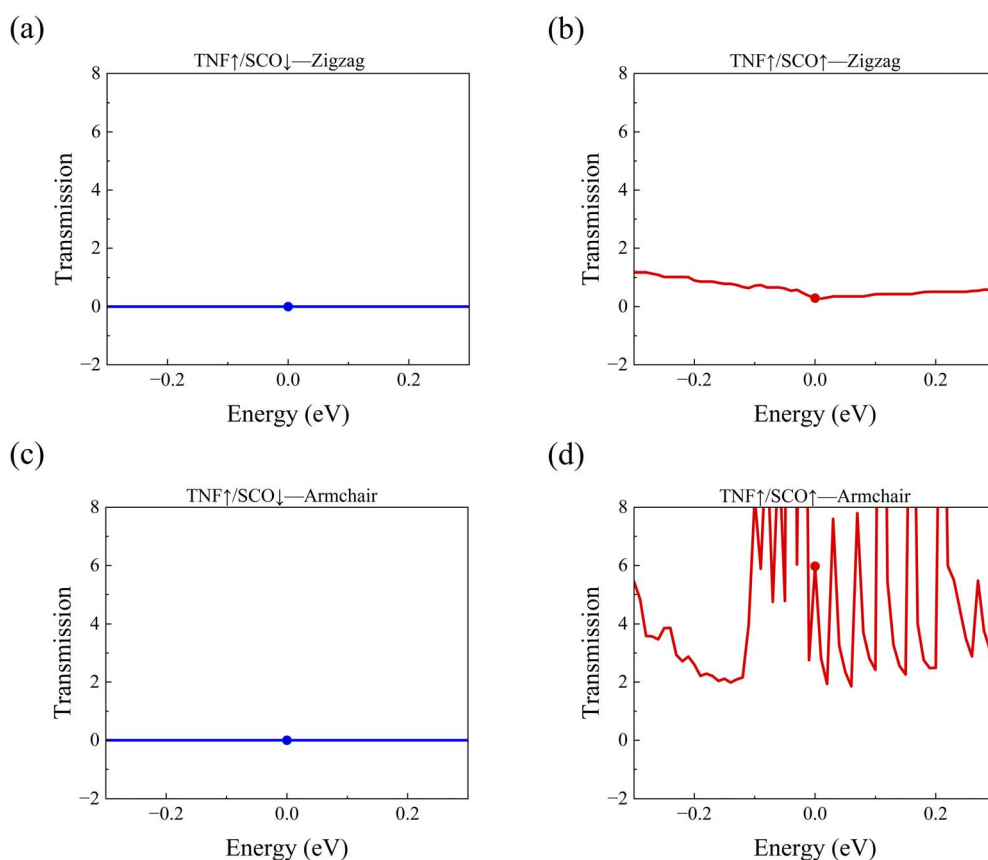 (a)
TNF↑/SCO↓—Zigzag
8
6
4
2
0
−2
Transmission
−0.2
0.0
0.2
Energy (eV)
(b)
TNF↑/SCO↑—Zigzag
8
6
4
2
0
−2
Transmission
−0.2
0.0
0.2
Energy (eV)
(c)
TNF↑/SCO↓—Armchair
8
6
4
2
0
−2
Transmission
−0.2
0.0
0.2
Energy (eV)
(d)
TNF↑/SCO↑—Armchair
8
6
4
2
0
−2
Transmission
−0.2
0.0
0.2
Energy (eV)